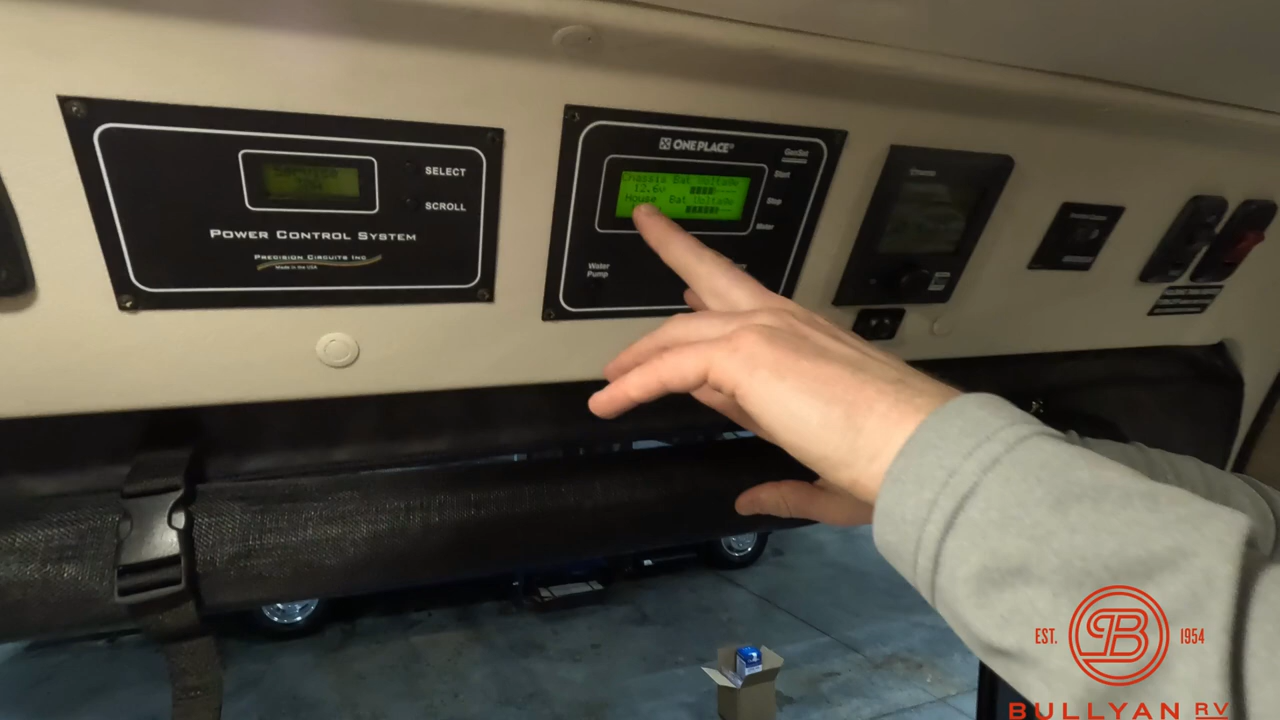 SELECT
SCROLL
POWER CONTROL SYSTEM
PRECISION CIRCUITS INC
Made in the USA
ONE PLACE
GenSet
Start
Stop
Water
Chassis Bat Voltage
12.6v
House Bat Voltage
Water
Pump
EST. B 1954
BULLYAN RV